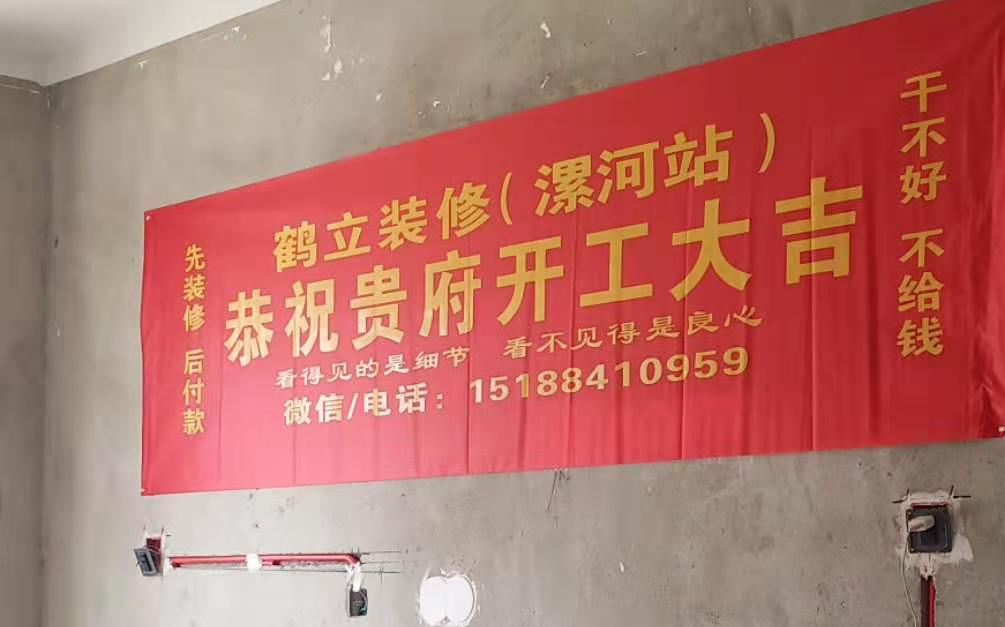 鹤立装修(漯河站)
恭祝贵府开工大吉
看得见的是细节 看不见得是良心
微信/电话：15188410959
先装修 后付款
干不好 不给钱